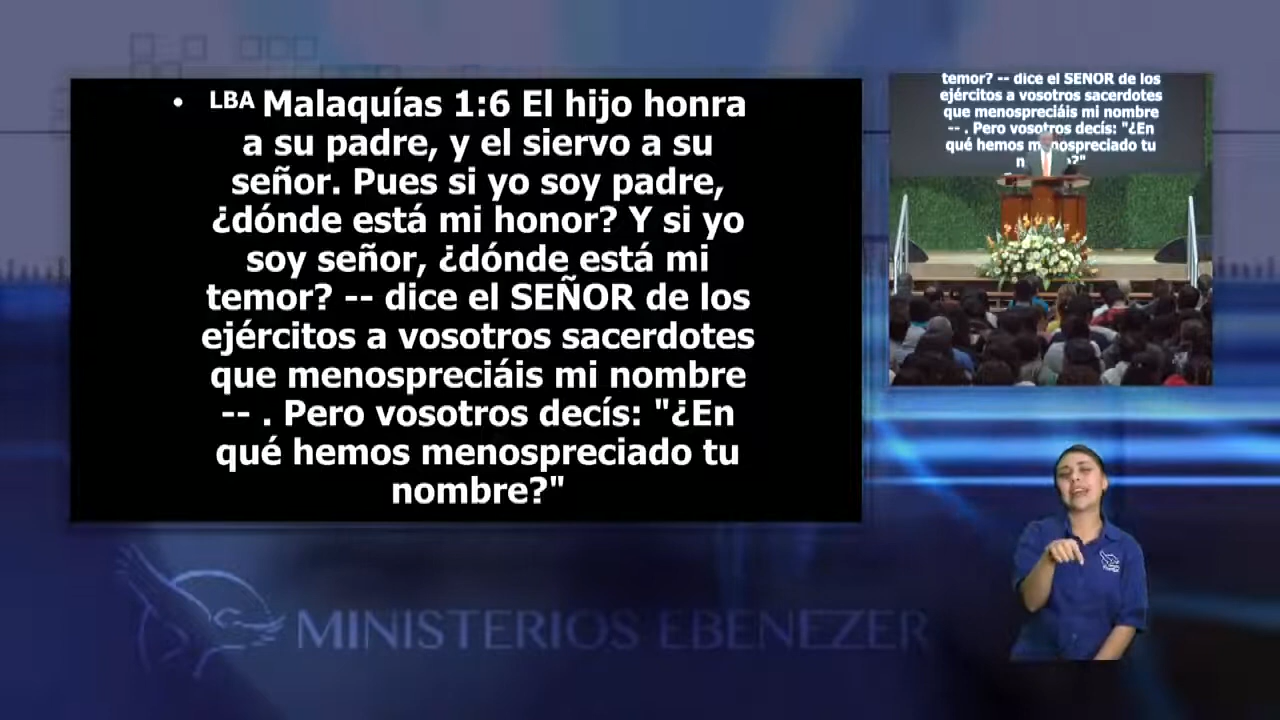 • LBA Malaquías 1:6 El hijo honra
a su padre, y el siervo a su
señor. Pues si yo soy padre,
¿dónde está mi honor? Y si yo
soy señor, ¿dónde está mi
temor? -- dice el SEÑOR de los
ejércitos a vosotros sacerdotes
que menospreciáis mi nombre
-- . Pero vosotros decís: "¿En
qué hemos menospreciado tu
nombre?"
temor? -- dice el SEÑOR de los
ejércitos a vosotros sacerdotes
que menospreciáis mi nombre
-- . Pero vosotros decís: "¿En
qué hemos menospreciado tu
MINISTERIOS EBENEZER